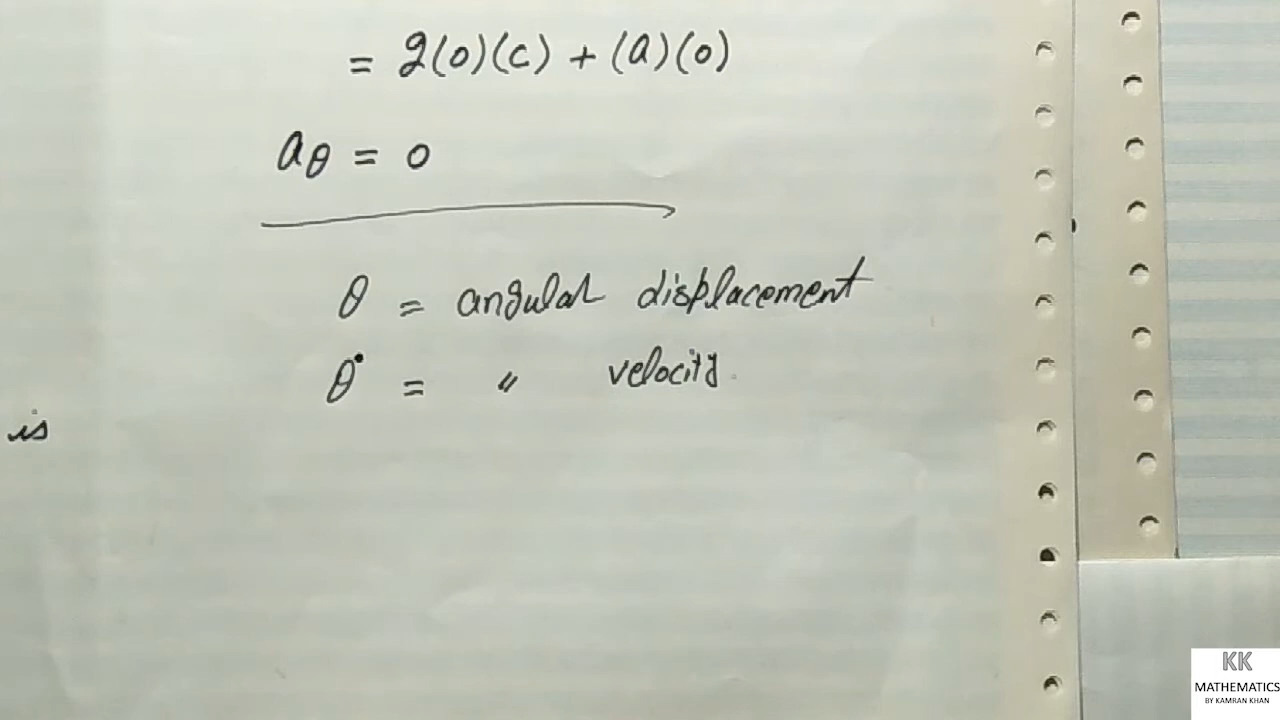 = 2(0)(c) + (a)(0)
aθ = 0
θ = angular displacement
θ̇ = " velocity.
is
KK
MATHEMATICS
BY KAMRAN KHAN